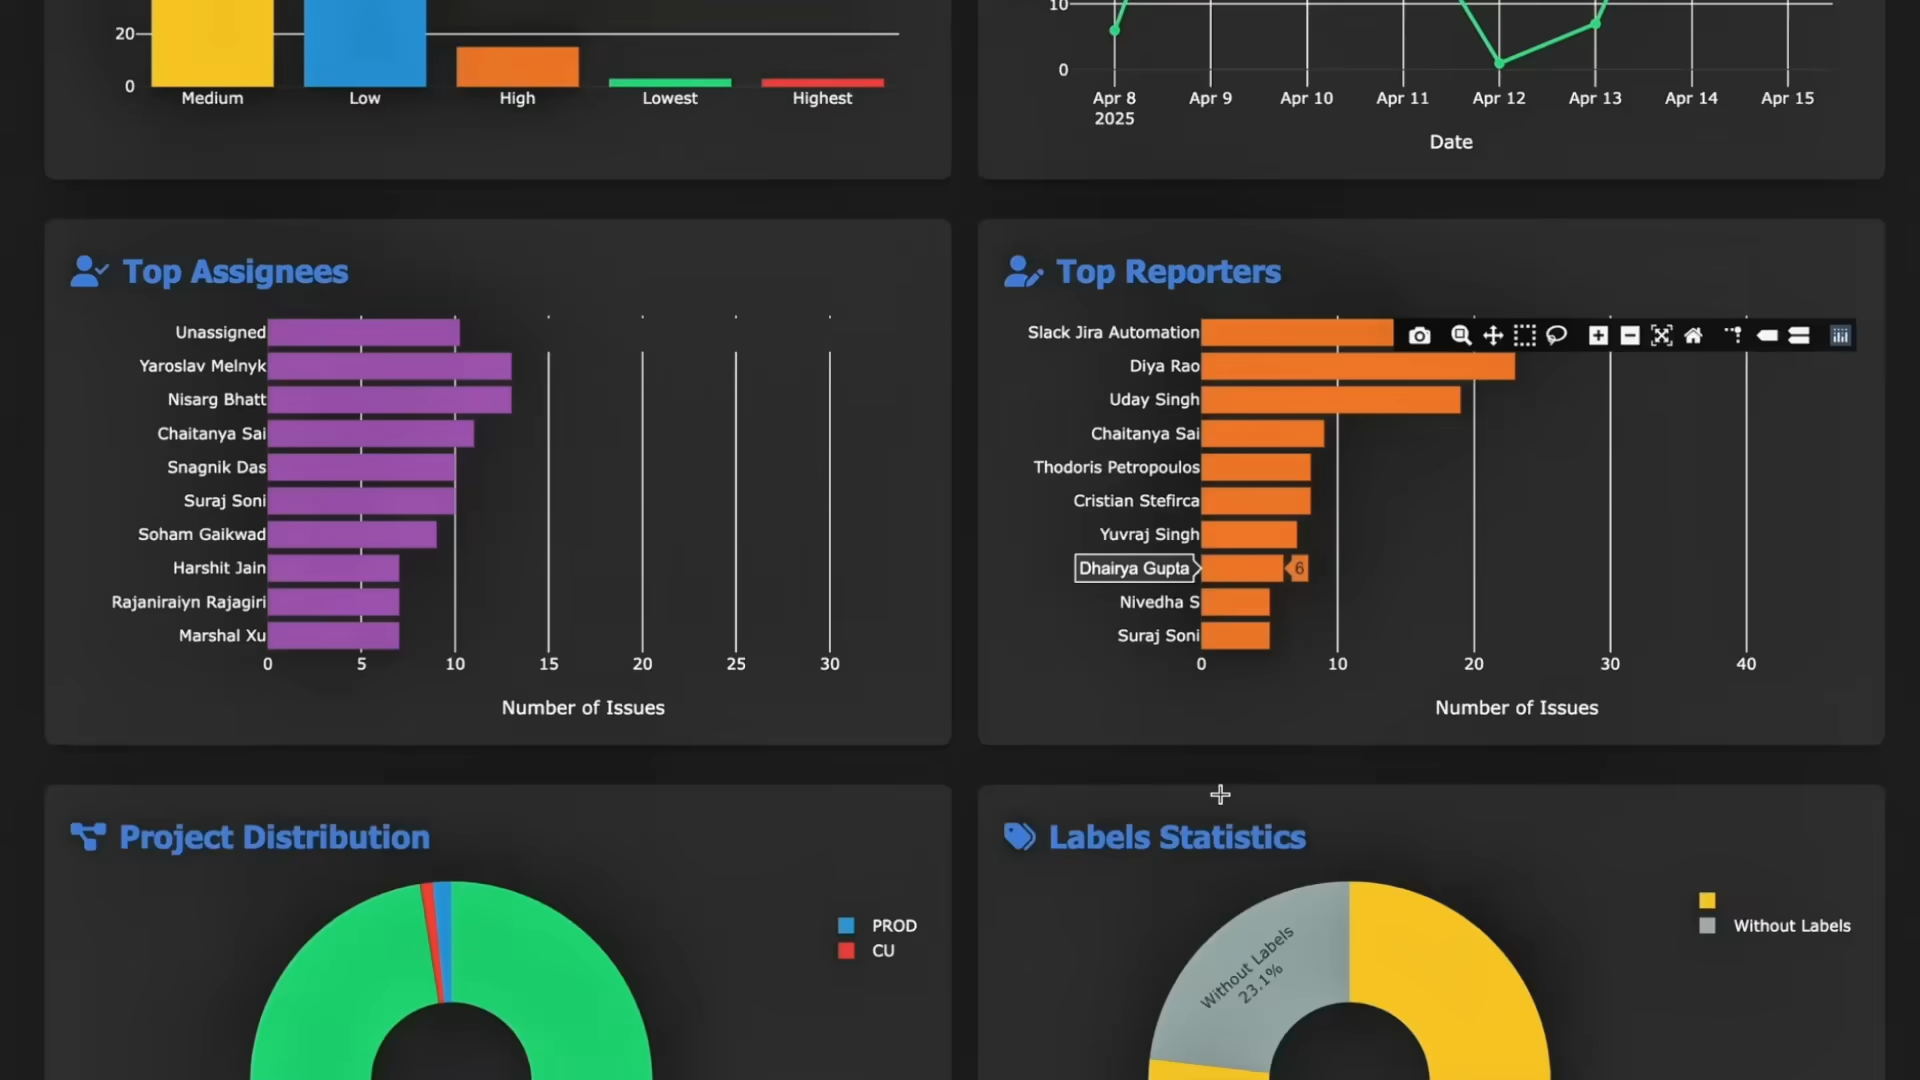 20
0
Medium
Low
High
Lowest
Highest
10
0
Apr 8
2025
Apr 9
Apr 10
Apr 11
Apr 12
Apr 13
Apr 14
Apr 15
Date
Top Assignees
Unassigned
Yaroslav Melnyk
Nisarg Bhatt
Chaitanya Sai
Snagnik Das
Suraj Soni
Soham Gaikwad
Harshit Jain
Rajaniraiyn Rajagiri
Marshal Xu
0 5 10 15 20 25 30
Number of Issues
Top Reporters
Slack Jira Automation
Diya Rao
Uday Singh
Chaitanya Sai
Thodoris Petropoulos
Cristian Stefirca
Yuvraj Singh
Dhairya Gupta 6
Nivedha S
Suraj Soni
0 10 20 30 40
Number of Issues
Project Distribution
PROD
CU
Labels Statistics
Without Labels
Without Labels
23.1%